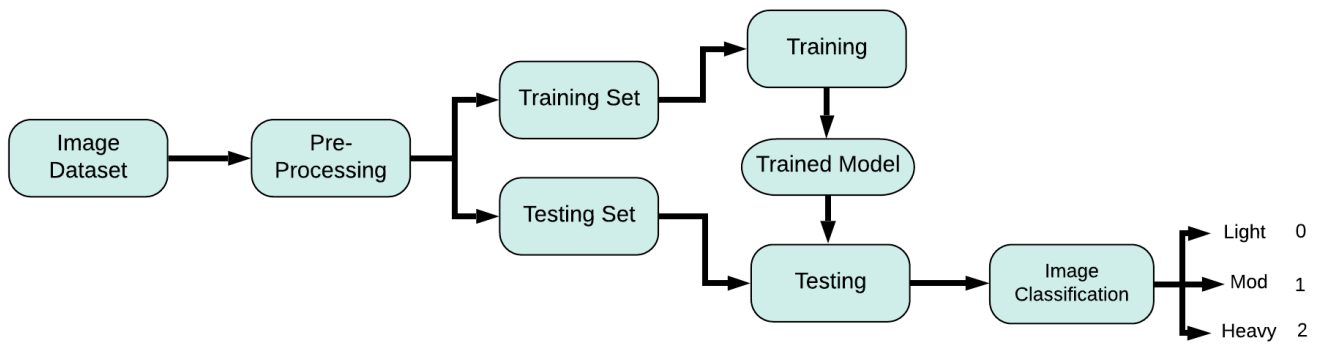 Image
Dataset
Pre-
Processing
Training Set
Testing Set
Training
Trained Model
Testing
Image
Classification
Light 0
Mod 1
Heavy 2